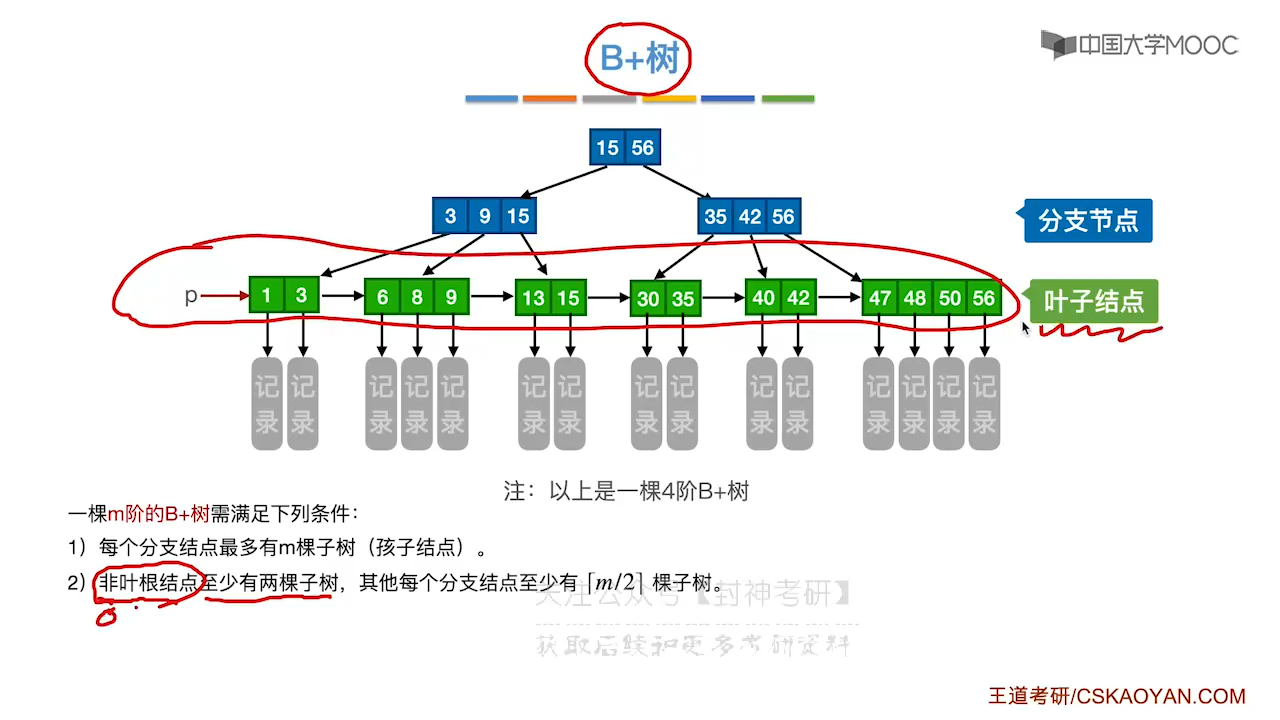 B+树
中国大学MOOC
15 56
3 9 15
35 42 56
分支节点
p
1 3
6 8 9
13 15
30 35
40 42
47 48 50 56
叶子结点
记录 记录 记录 记录 记录 记录 记录 记录 记录 记录 记录 记录 记录 记录 记录
注：以上是一棵4阶B+树
一棵m阶的B+树需满足下列条件：
1）每个分支结点最多有m棵子树（孩子结点）。
2）非叶根结点至少有两棵子树，其他每个分支结点至少有 ⌈m/2⌉ 棵子树。
关注公众号【封神考研】
获取后续和更多考研资料
王道考研/CSKAOYAN.COM